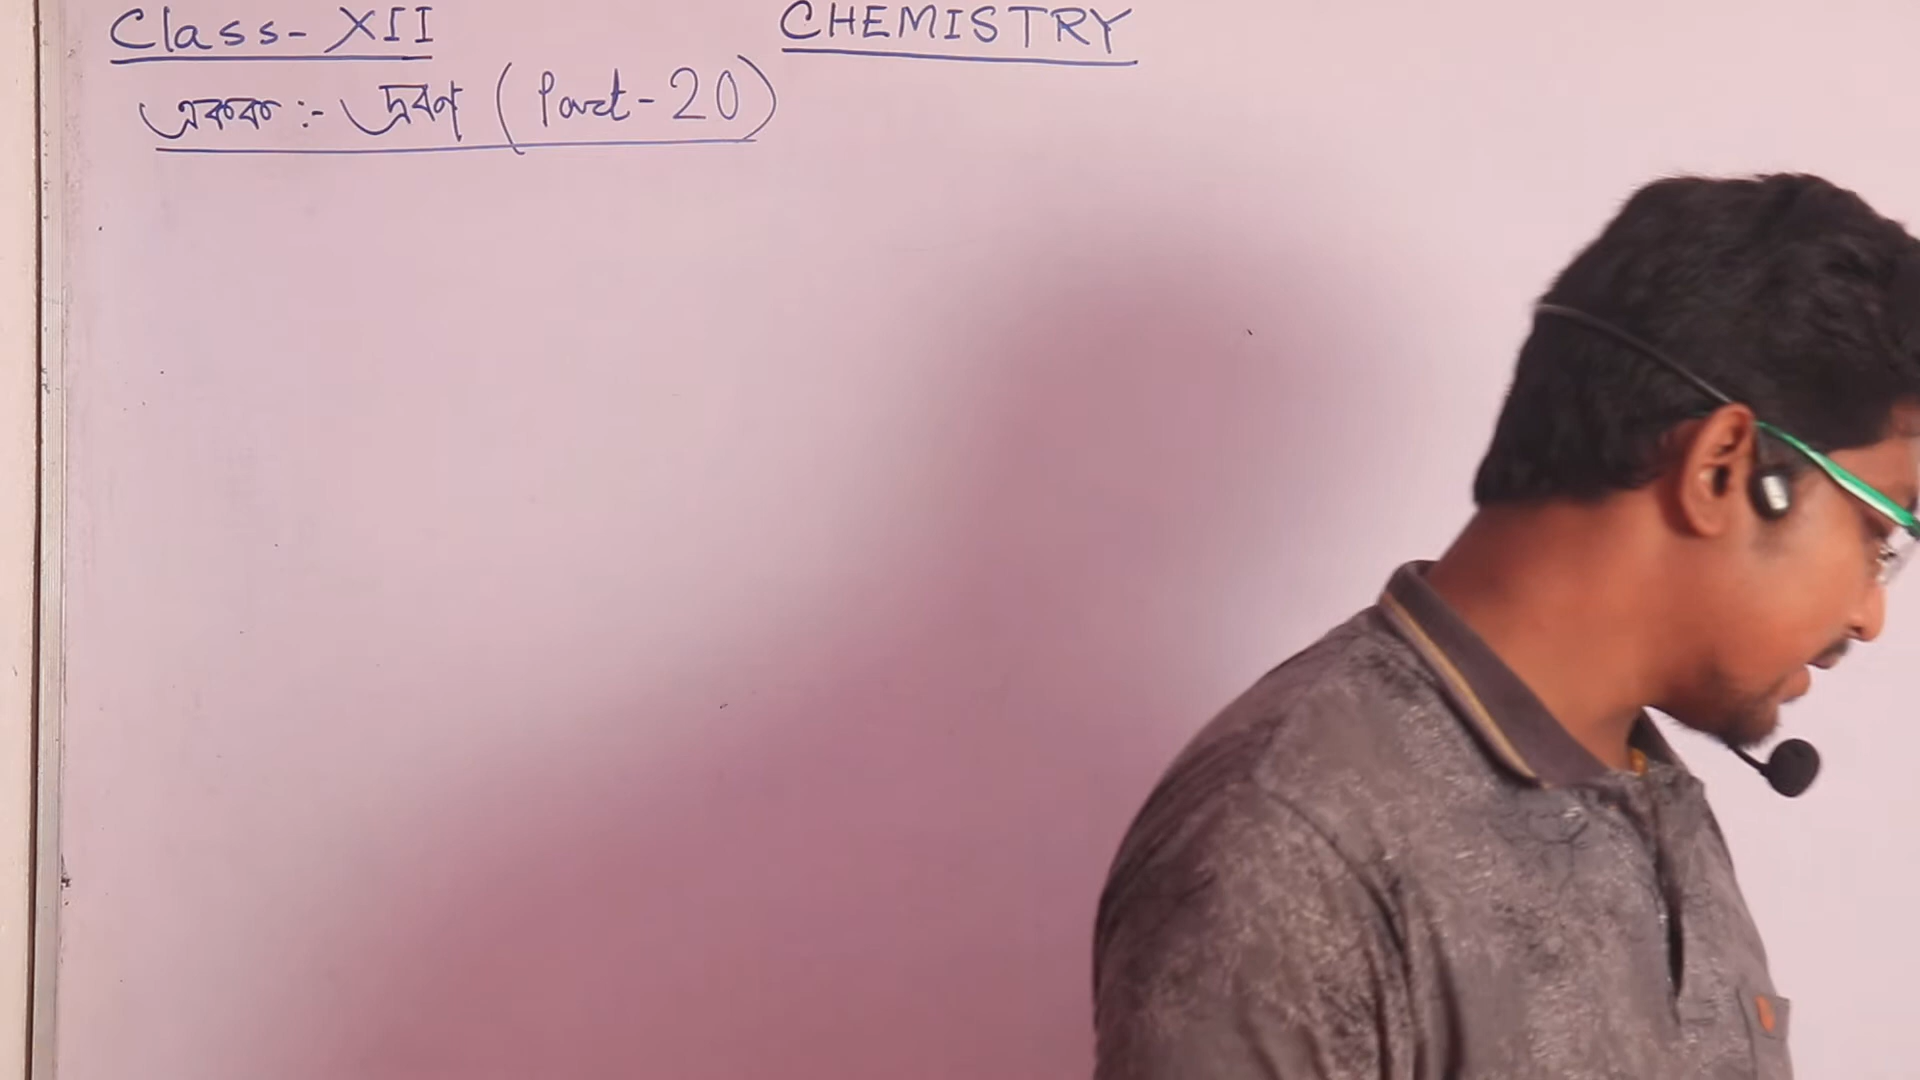 Class- XII CHEMISTRY
একক :- দ্রবণ ( Part - 20 )